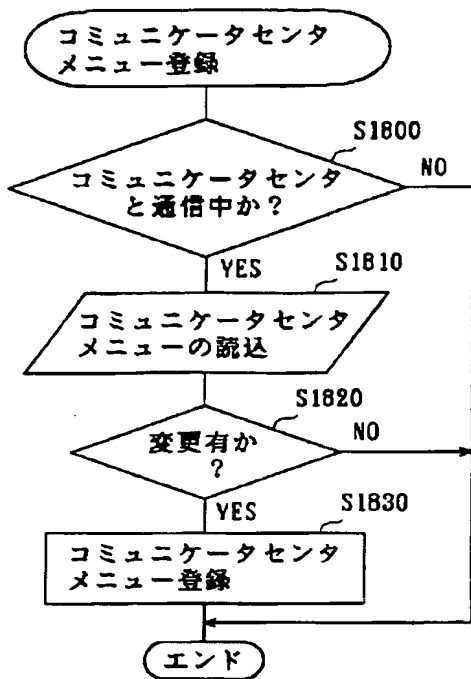 コミュニケータセンタ
メニュー登録
S1800
NO
コミュニケータセンタ
と通信中か?
YES
S1810
コミュニケータセンタ
メニューの読込
S1820
変更有か
?
NO
YES
S1830
コミュニケータセンタ
メニュー登録
エンド